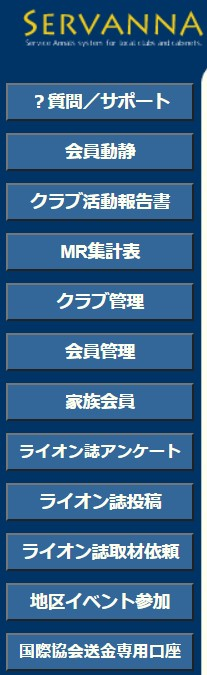 SERVANNA
Service Annals system for local clubs and cabinets.
?質問／サポート
会員動静
クラブ活動報告書
MR集計表
クラブ管理
会員管理
家族会員
ライオン誌アンケート
ライオン誌投稿
ライオン誌取材依頼
地区イベント参加
国際協会送金専用口座